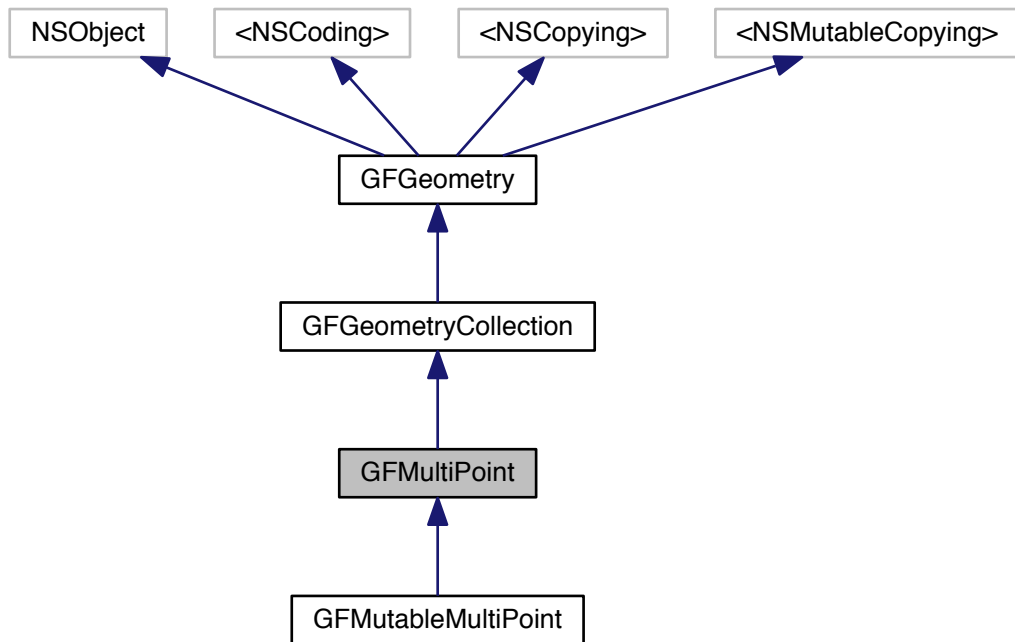 NSObject
<NSCoding>
<NSCopying>
<NSMutableCopying>
GFGeometry
GFGeometryCollection
GFMultiPoint
GFMutableMultiPoint